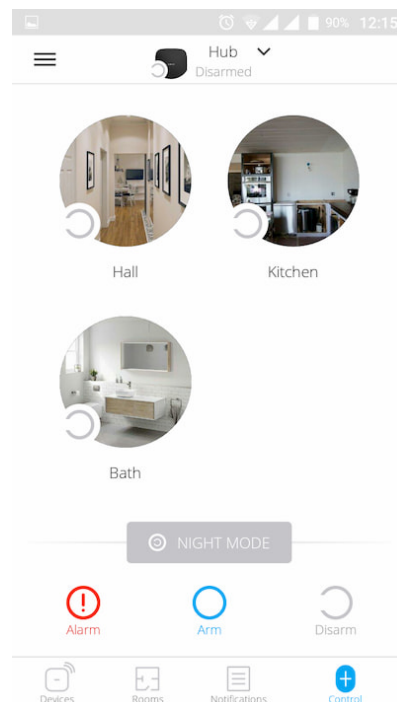 90% 12:15
Hub
Disarmed
Hall
Kitchen
Bath
NIGHT MODE
Alarm
Arm
Disarm
Devices
Rooms
Notifications
Control